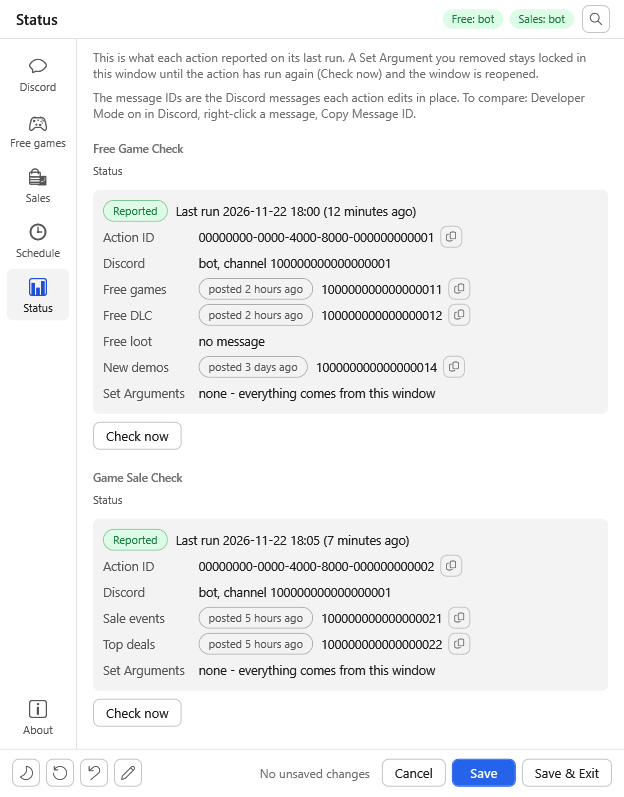 Status
Free: bot
Sales: bot
Discord
Free games
Sales
Schedule
Status
About
This is what each action reported on its last run. A Set Argument you removed stays locked in
this window until the action has run again (Check now) and the window is reopened.
The message IDs are the Discord messages each action edits in place. To compare: Developer
Mode on in Discord, right-click a message, Copy Message ID.
Free Game Check
Status
Reported Last run 2026-11-22 18:00 (12 minutes ago)
Action ID 00000000-0000-4000-8000-000000000001
Discord bot, channel 100000000000000001
Free games posted 2 hours ago 100000000000000011
Free DLC posted 2 hours ago 100000000000000012
Free loot no message
New demos posted 3 days ago 100000000000000014
Set Arguments none - everything comes from this window
Check now
Game Sale Check
Status
Reported Last run 2026-11-22 18:05 (7 minutes ago)
Action ID 00000000-0000-4000-8000-000000000002
Discord bot, channel 100000000000000001
Sale events posted 5 hours ago 100000000000000021
Top deals posted 5 hours ago 100000000000000022
Set Arguments none - everything comes from this window
Check now
No unsaved changes
Cancel
Save
Save & Exit